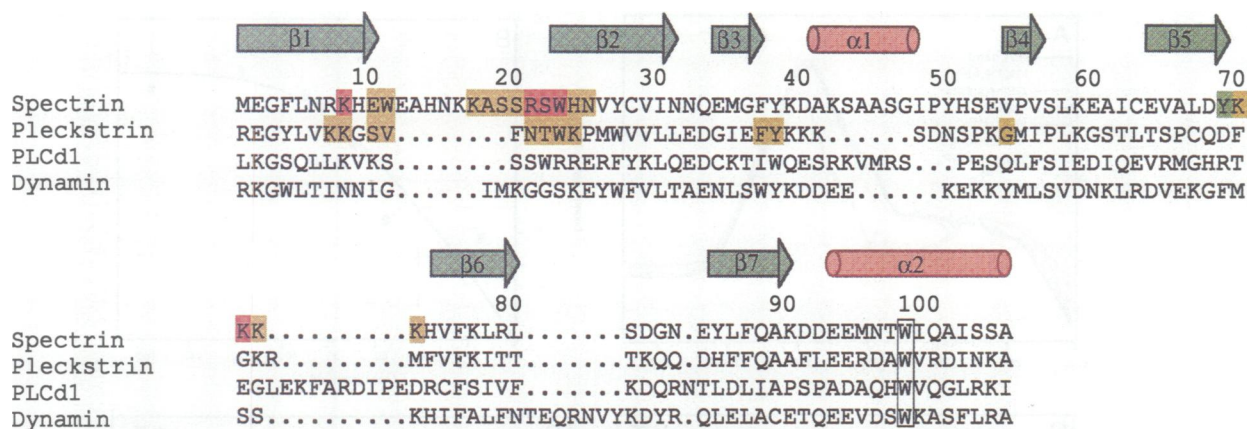 β1 β2 β3 α1 β4 β5
10 20 30 40 50 60 70
Spectrin MEGFLNRKHEWEAHNKKASSRSWHNVYCVINNQEMGFYKDAKSAASGIPYHSEVPVSLKEAICEVALDYK
Pleckstrin REGYLVKKGSV........FNTWKPMWVVLLEDGIEFYKKK......SDNSPKGMIPLKGSTLTSPCQDF
PLCd1 LKGSQLLKVKS........SSWRRERFYKLQEDCKTIWQESRKVMRS..PESQLFSIEDIQEVRMGHRT
Dynamin RKGWLTINNIG......IMKGGSKEYWFVLTAENLSWYKDDEE......KEKKYMLSVDNKLRDVEKGFM
β6 β7 α2
80 90 100
Spectrin KK..........KHVFKLRL.......SDGN.EYLFQAKDDEEMNTWIQAISSA
Pleckstrin GKR.........MFVFKITT.......TKQQ.DHFFQAAFLEERDAWVRDINKA
PLCd1 EGLEKFARDIPEDRCFSIVF.......KDQRNTLDLIAPSPADAQHWVQGLRKI
Dynamin SS..........KHIFALFNTEQRNVYKDYR.QLELACETQEEVDSWKASFLRA